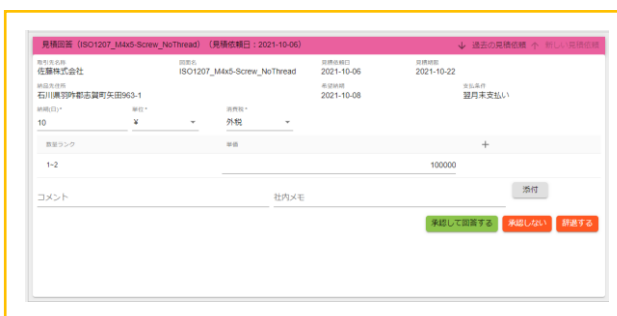 見積回答（ISO1207_M4x5-Screw_NoThread）（見積依頼日：2021-10-06） ↓ 過去の見積依頼 ↑ 新しい見積依頼
取引先名称 図面名 見積依頼日 見積期限
佐藤株式会社 ISO1207_M4x5-Screw_NoThread 2021-10-06 2021-10-22
納品先住所 希望納期 支払条件
石川県羽咋郡志賀町矢田963-1 2021-10-08 翌月末支払い
納期(日)* 単位* 消費税*
10 ¥ 外税
数量ランク 単価 +
1~2 100000
コメント 社内メモ 添付
承認して回答する 承認しない 辞退する